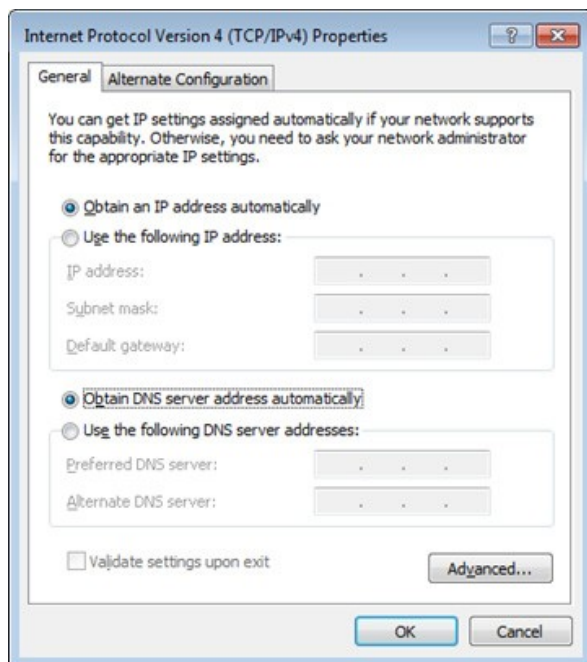 Internet Protocol Version 4 (TCP/IPv4) Properties
General
Alternate Configuration
You can get IP settings assigned automatically if your network supports
this capability. Otherwise, you need to ask your network administrator
for the appropriate IP settings.
Obtain an IP address automatically
Use the following IP address:
IP address:
Subnet mask:
Default gateway:
Obtain DNS server address automatically
Use the following DNS server addresses:
Preferred DNS server:
Alternate DNS server:
Validate settings upon exit
Advanced...
OK
Cancel